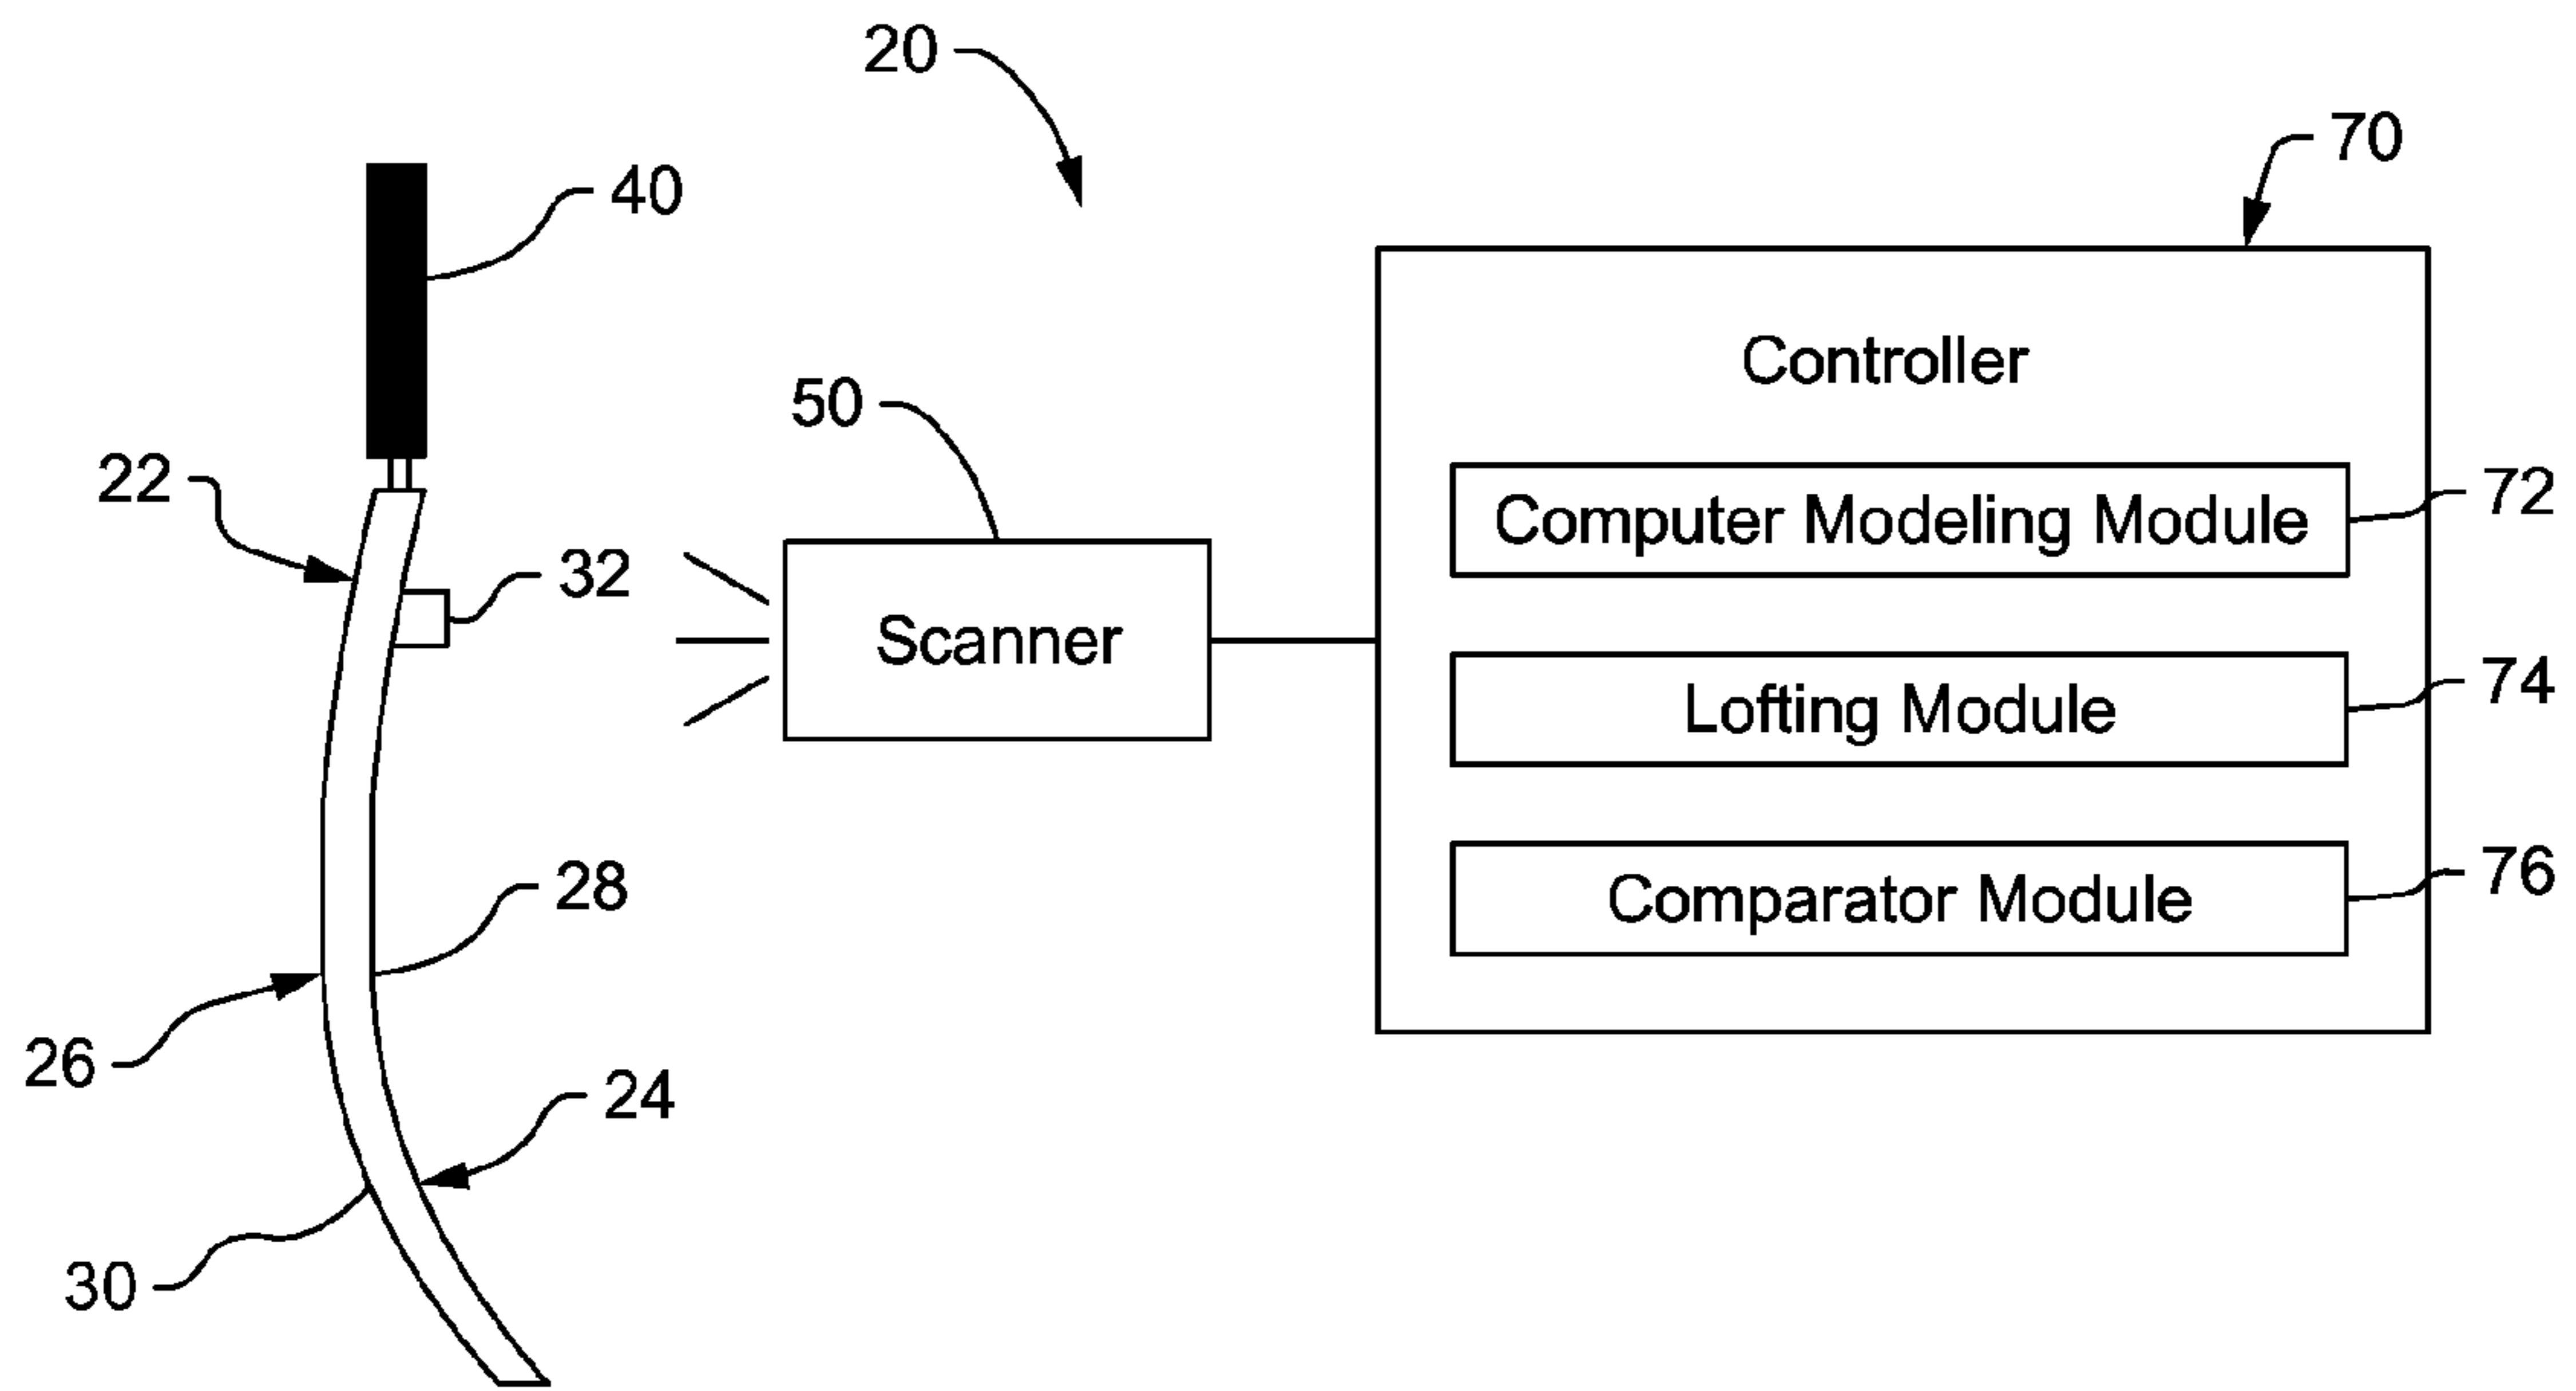 20
70
40
Controller
50
22
72
Computer Modeling Module
32
Scanner
74
Lofting Module
28
76
Comparator Module
26
24
30